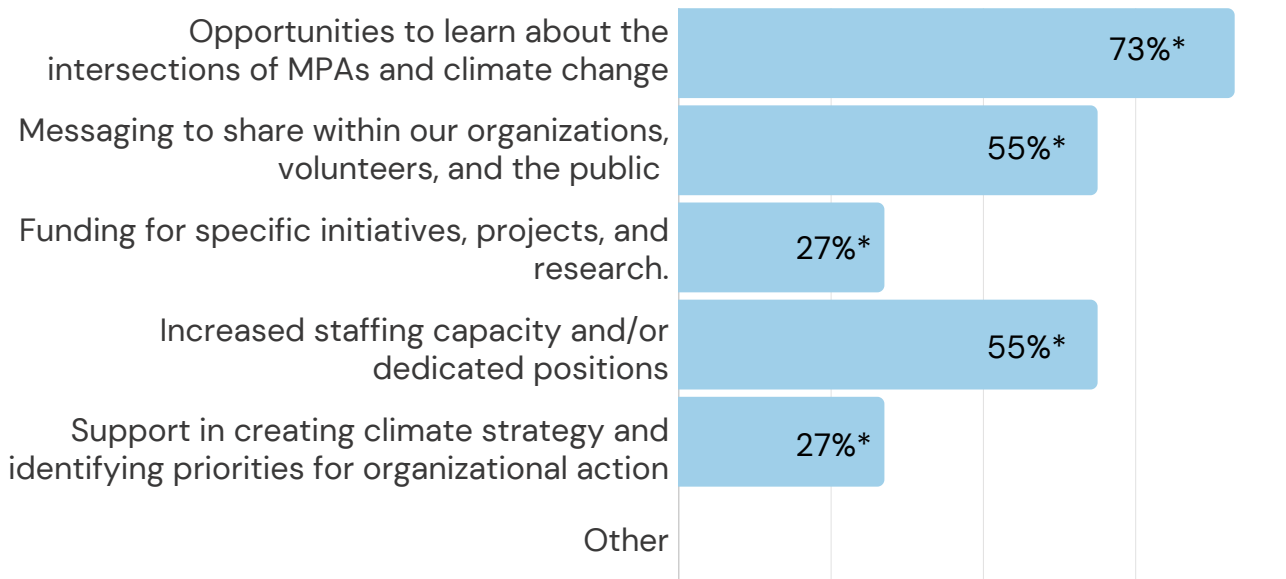 Opportunities to learn about the
intersections of MPAs and climate change
73%*
Messaging to share within our organizations,
volunteers, and the public
55%*
Funding for specific initiatives, projects, and
research.
27%*
Increased staffing capacity and/or
dedicated positions
55%*
Support in creating climate strategy and
identifying priorities for organizational action
27%*
Other